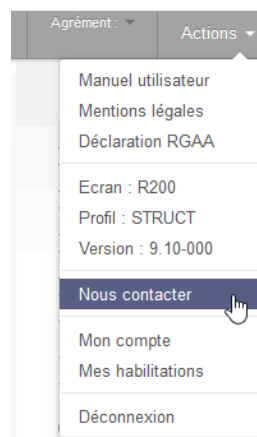 Agrément :
Actions
Manuel utilisateur
Mentions légales
Déclaration RGAA
Ecran : R200
Profil : STRUCT
Version : 9.10-000
Nous contacter
Mon compte
Mes habilitations
Déconnexion